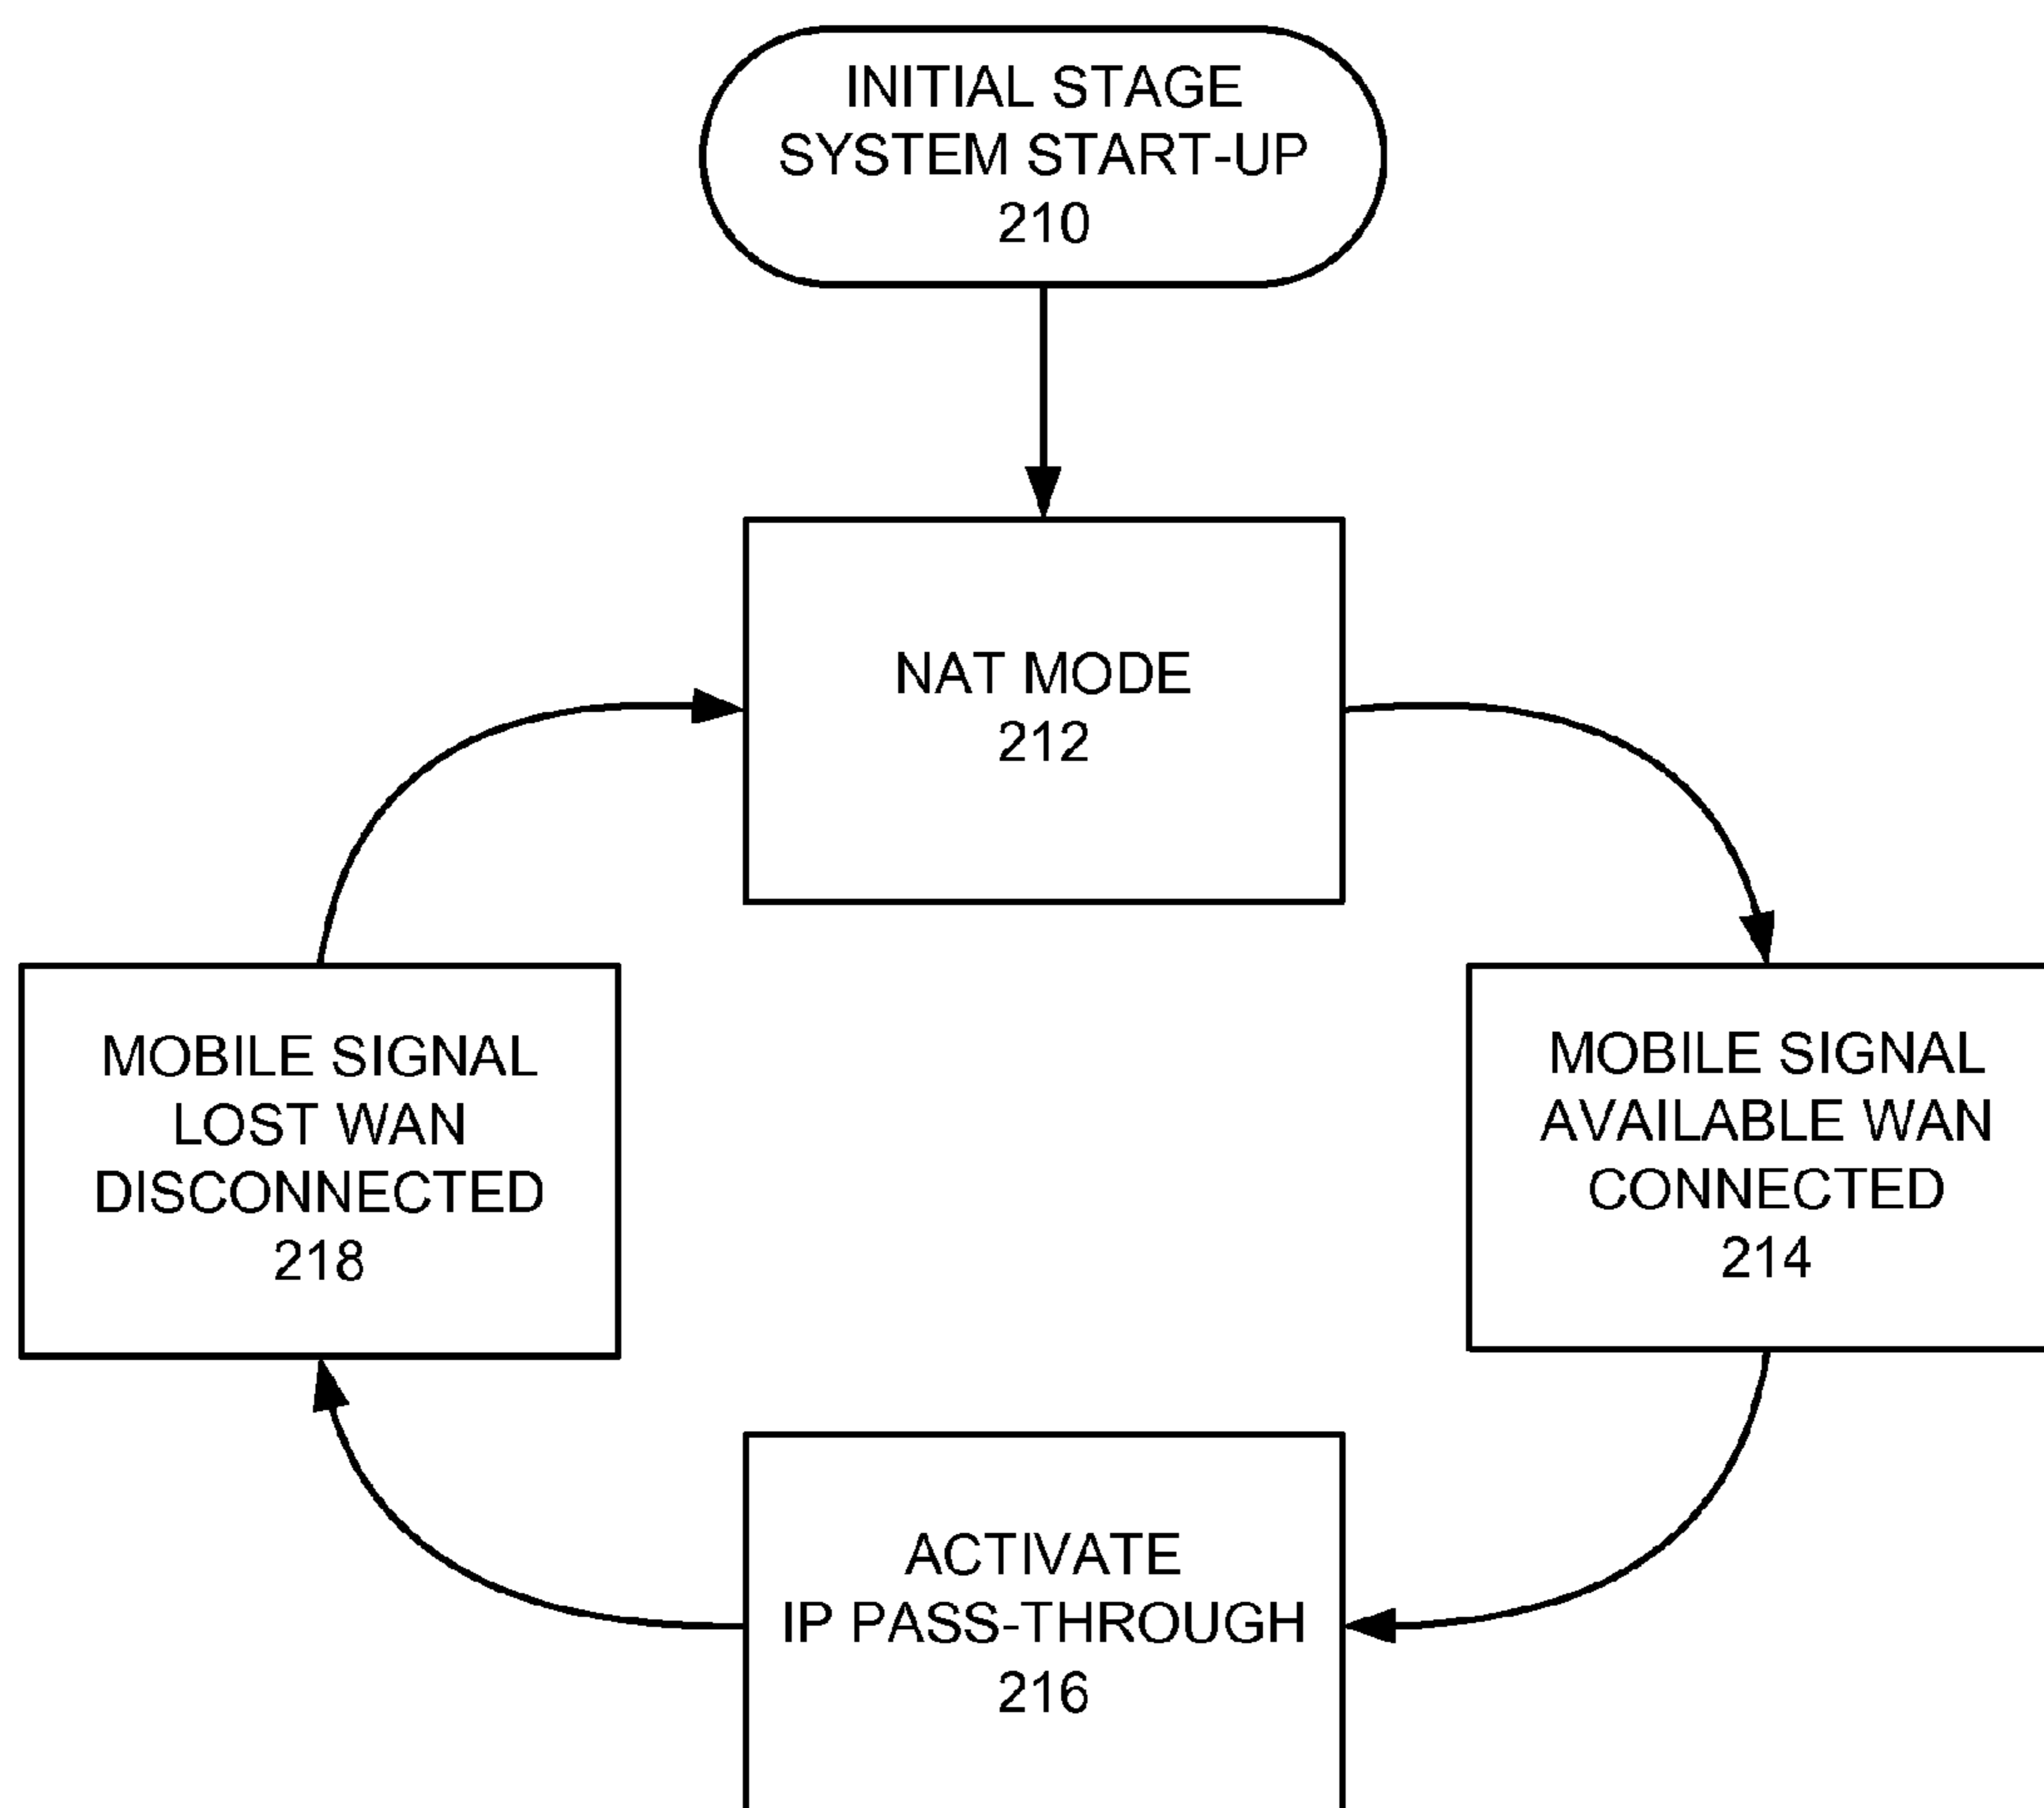 INITIAL STAGE
SYSTEM START-UP
210
NAT MODE
212
MOBILE SIGNAL
LOST WAN
DISCONNECTED
218
MOBILE SIGNAL
AVAILABLE WAN
CONNECTED
214
ACTIVATE
IP PASS-THROUGH
216